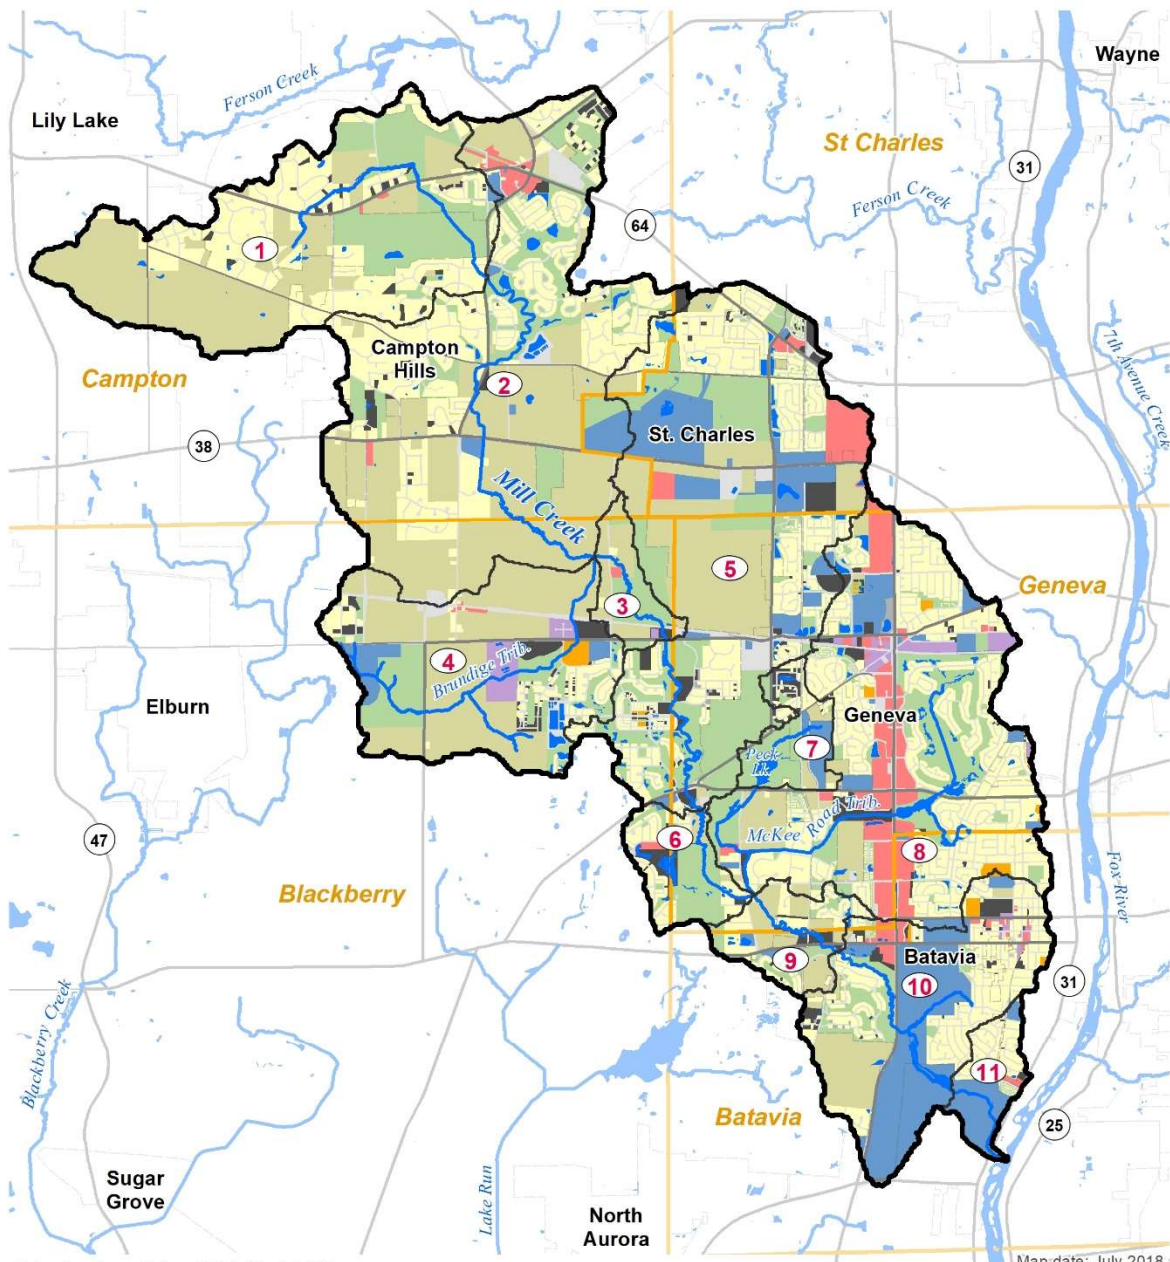 Wayne
Ferson Creek
Lily Lake
St Charles
31
Ferson Creek
64
1
7th Avenue Creek
Campton
Hills
Campton
2
St. Charles
38
Mill Creek
5
Geneva
3
4
Brundige Trib.
Elburn
Geneva
7
Peck
Lk
McKee Road Trib.
47
6
8
Blackberry
Fox River
Batavia
9
10
31
Blackberry Creek
11
Batavia
25
Sugar
Grove
Lake Run
North
Aurora
Map date: July 2018